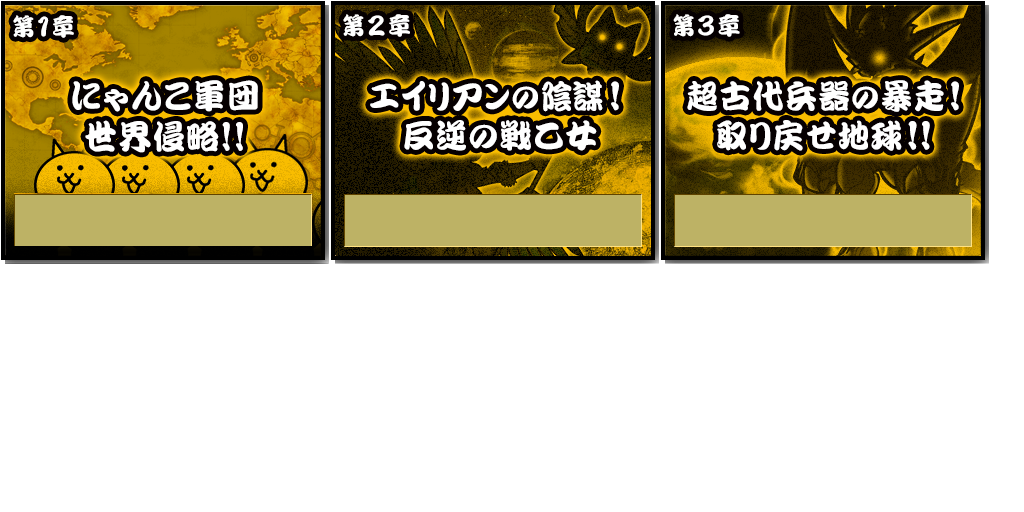 第1章
にゃんこ軍団
世界侵略!!
第2章
エイリアンの陰謀!
反逆の戦乙女
第3章
超古代兵器の暴走!
取り戻せ地球!!